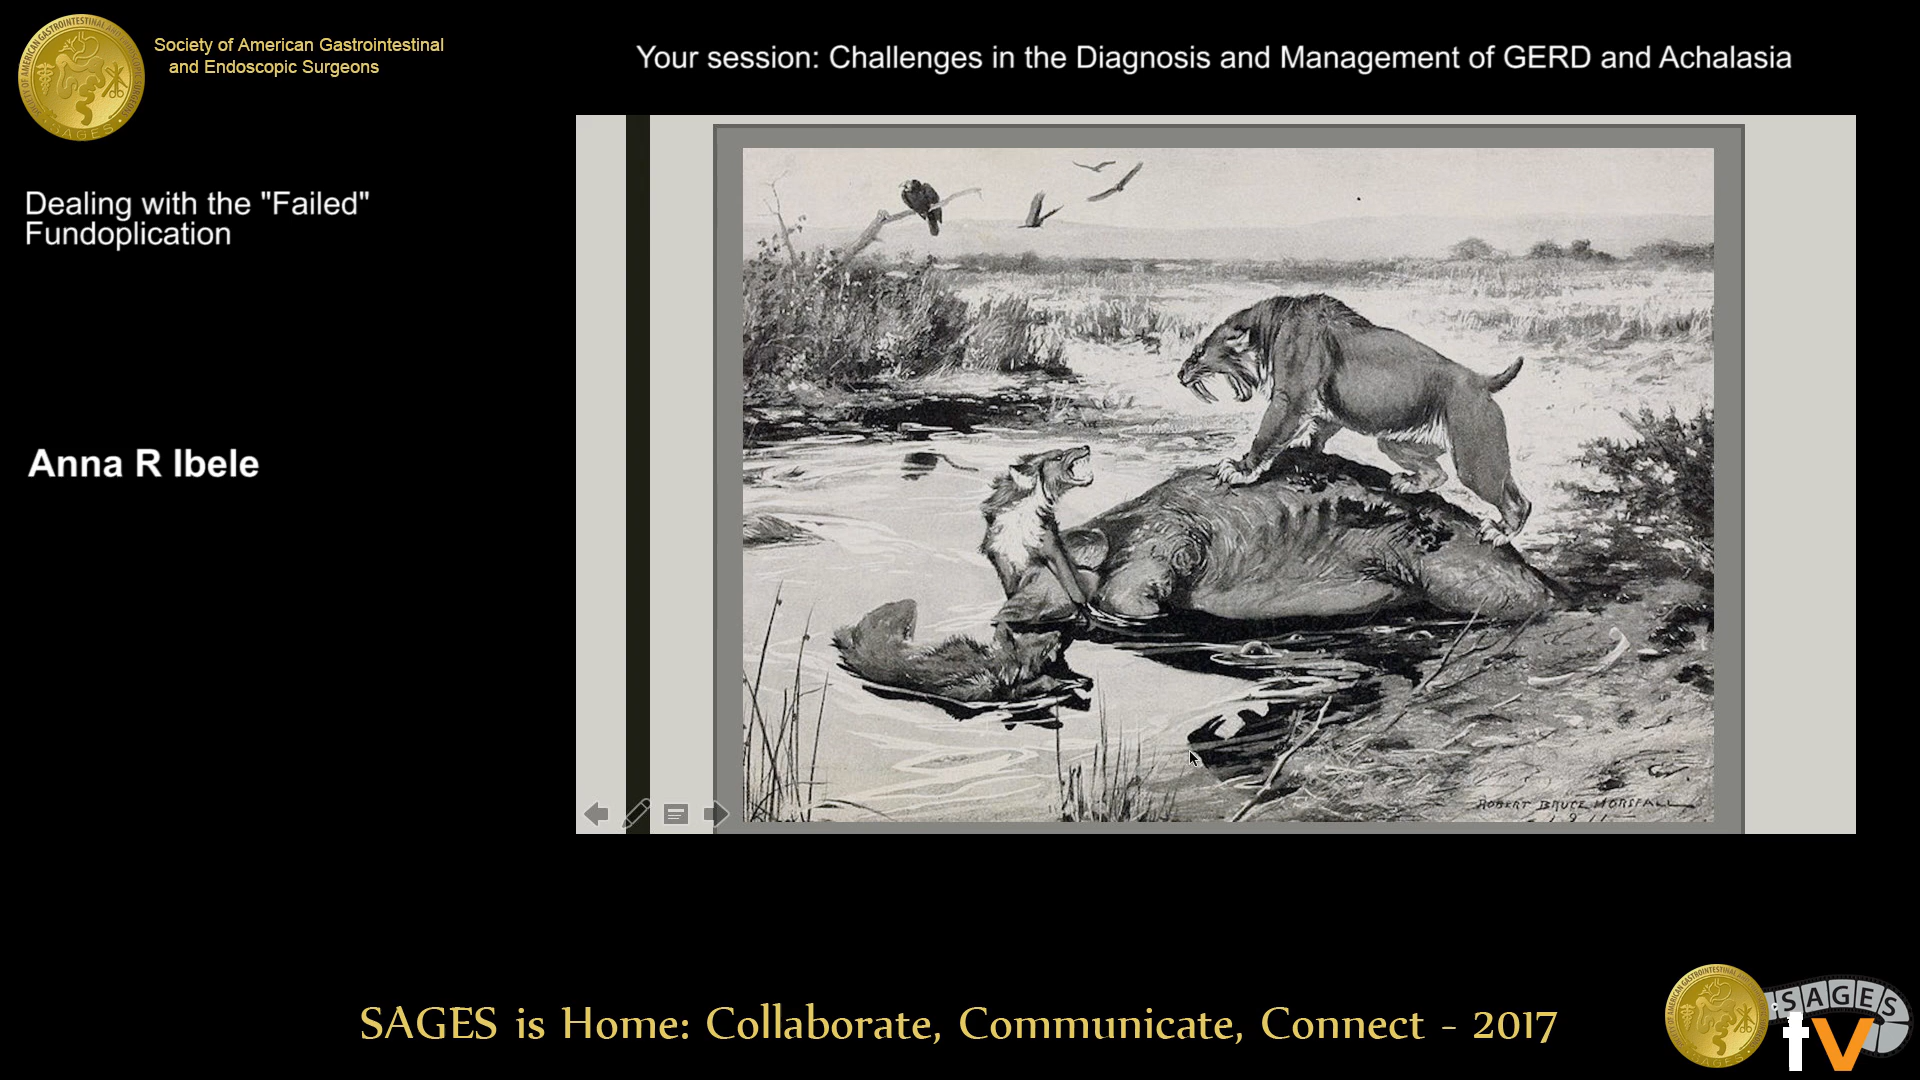 Society of American Gastrointestinal
and Endoscopic Surgeons
Your session: Challenges in the Diagnosis and Management of GERD and Achalasia
Dealing with the "Failed"
Fundoplication
Anna R Ibele
ROBERT BRUCE HORSFALL
SAGES is Home: Collaborate, Communicate, Connect - 2017
SAGES
tv